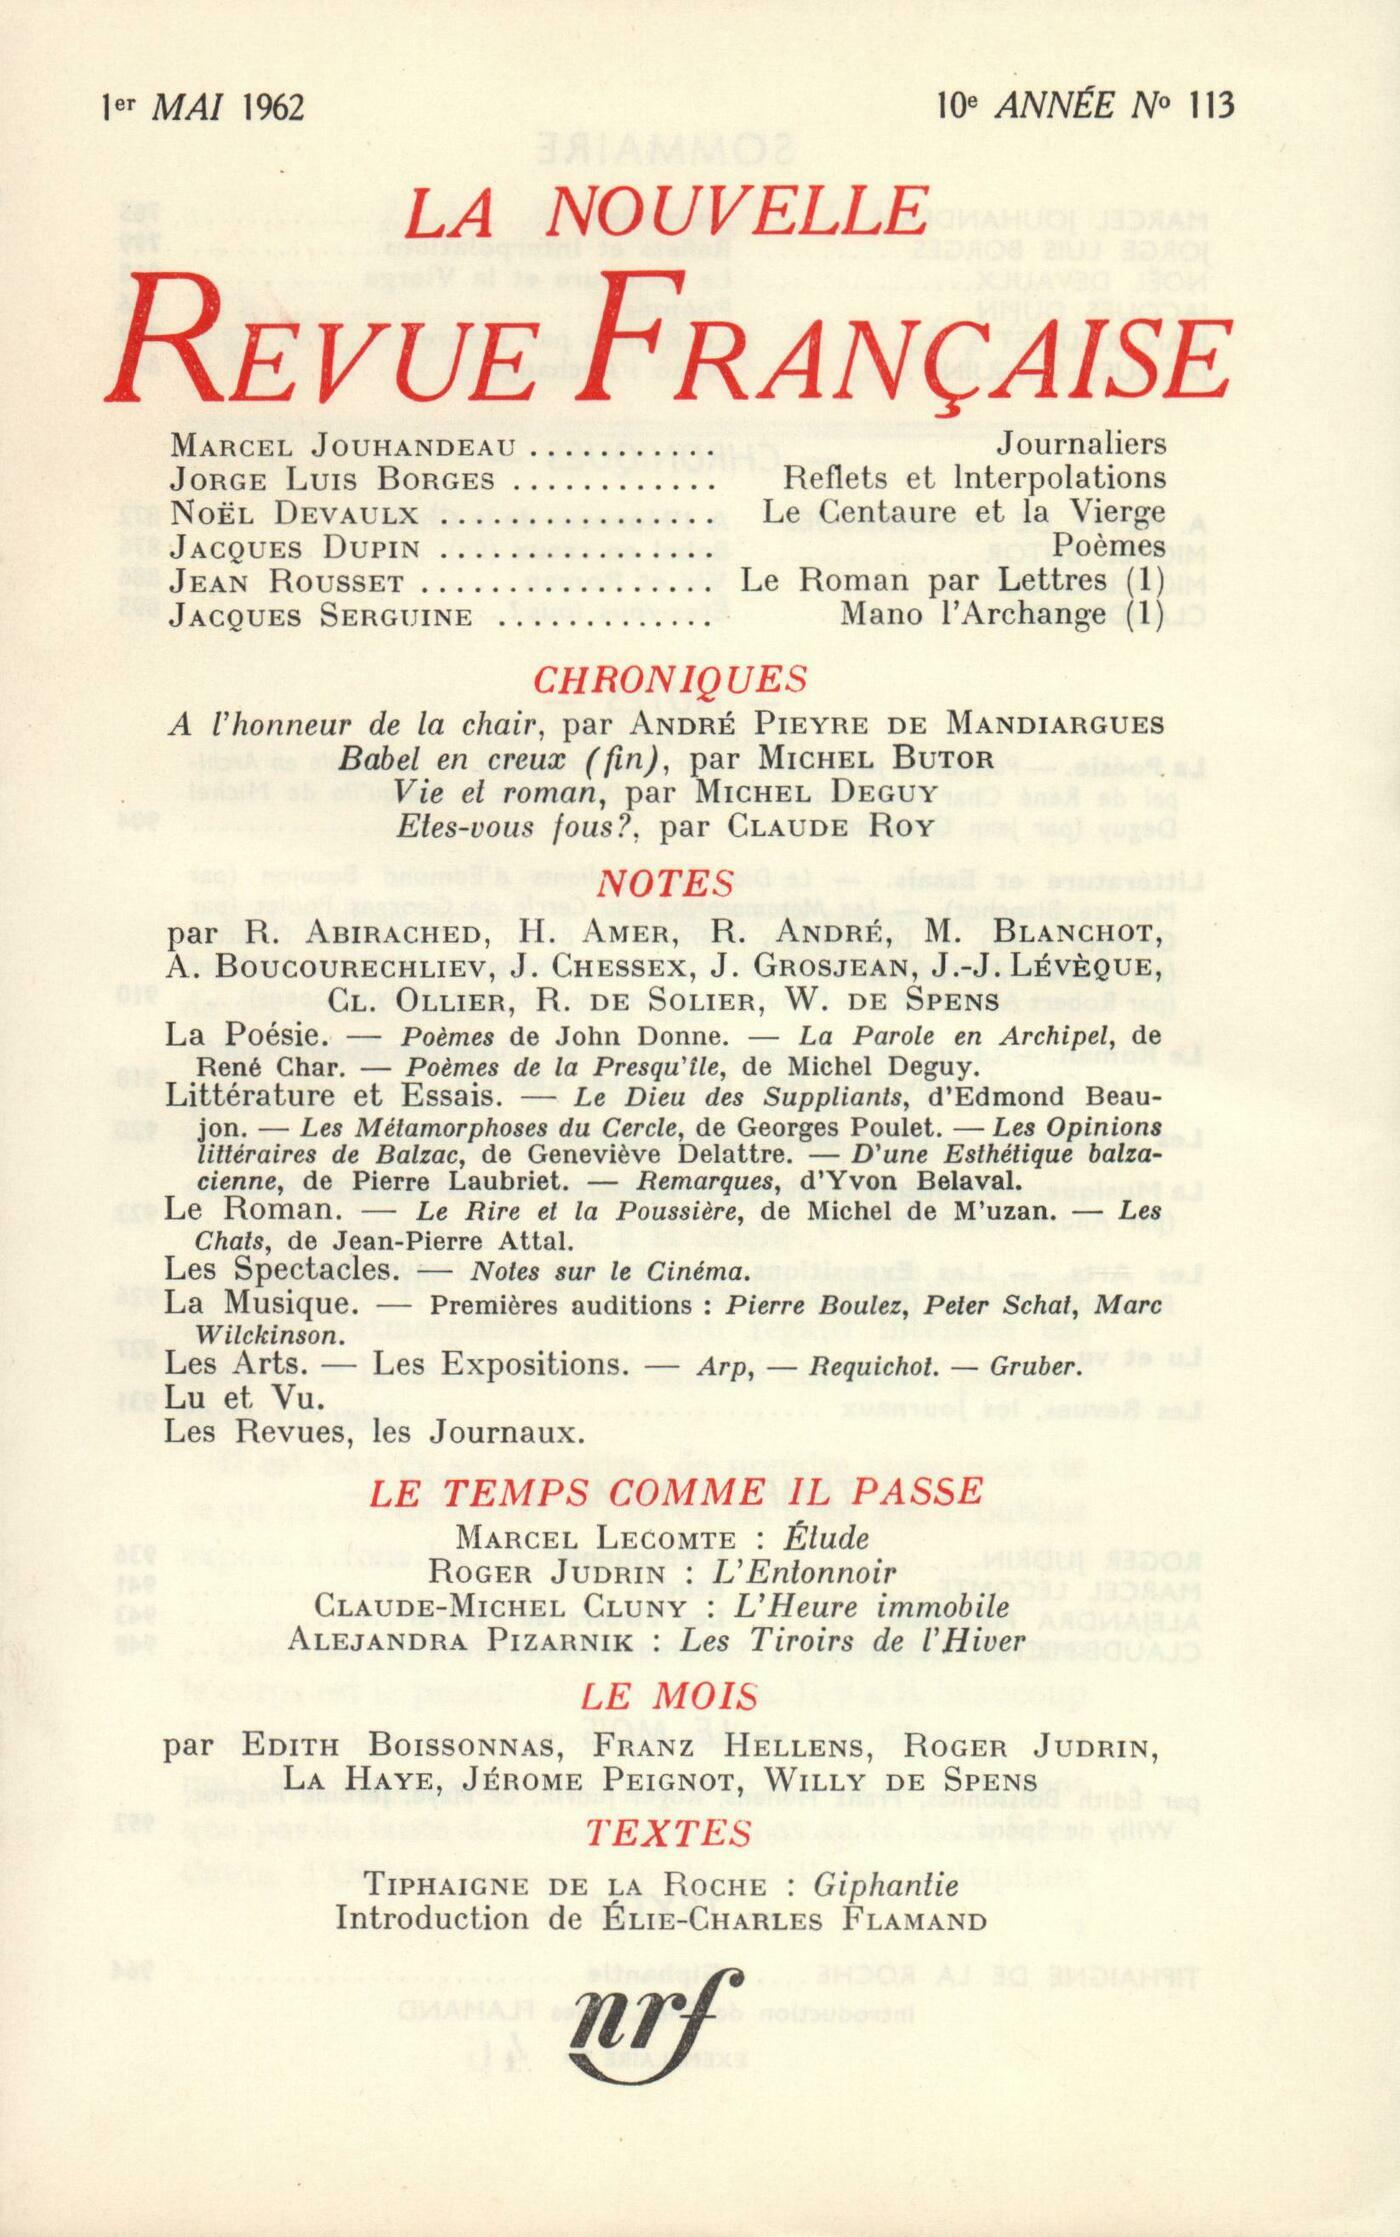 1er MAI 1962
10e ANNÉE No 113
LA NOUVELLE
REVUE FRANÇAISE
MARCEL JOUHANDEAU ........... Journaliers
JORGE LUIS BORGES ............ Reflets et Interpolations
NOËL DEVAULX ................ Le Centaure et la Vierge
JACQUES DUPIN ................ Poèmes
JEAN ROUSSET .................. Le Roman par Lettres (1)
JACQUES SERGUINE ............. Mano l'Archange (1)
CHRONIQUES
A l'honneur de la chair, par ANDRÉ PIEYRE DE MANDIARGUES
Babel en creux (fin), par MICHEL BUTOR
Vie et roman, par MICHEL DEGUY
Etes-vous fous?, par CLAUDE ROY
NOTES
par R. ABIRACHED, H. AMER, R. ANDRÉ, M. BLANCHOT,
A. BOUCOURECHLIEV, J. CHESSEX, J. GROSJEAN, J.-J. LÉVÈQUE,
CL. OLLIER, R. DE SOLIER, W. DE SPENS
La Poésie. — Poèmes de John Donne. — La Parole en Archipel, de
René Char. — Poèmes de la Presqu'île, de Michel Deguy.
Littérature et Essais. — Le Dieu des Suppliants, d'Edmond Beau-
jon. — Les Métamorphoses du Cercle, de Georges Poulet. — Les Opinions
littéraires de Balzac, de Geneviève Delattre. — D'une Esthétique balza-
cienne, de Pierre Laubriet. — Remarques, d'Yvon Belaval.
Le Roman. — Le Rire et la Poussière, de Michel de M'uzan. — Les
Chats, de Jean-Pierre Attal.
Les Spectacles. — Notes sur le Cinéma.
La Musique. — Premières auditions : Pierre Boulez, Peter Schat, Marc
Wilckinson.
Les Arts. — Les Expositions. — Arp, — Requichot. — Gruber.
Lu et Vu.
Les Revues, les Journaux.
LE TEMPS COMME IL PASSE
MARCEL LECOMTE : Étude
ROGER JUDRIN : L'Entonnoir
CLAUDE-MICHEL CLUNY : L'Heure immobile
ALEJANDRA PIZARNIK : Les Tiroirs de l'Hiver
LE MOIS
par EDITH BOISSONNAS, FRANZ HELLENS, ROGER JUDRIN,
LA HAYE, JÉROME PEIGNOT, WILLY DE SPENS
TEXTES
TIPHAIGNE DE LA ROCHE : Giphantie
Introduction de ÉLIE-CHARLES FLAMAND
nrf